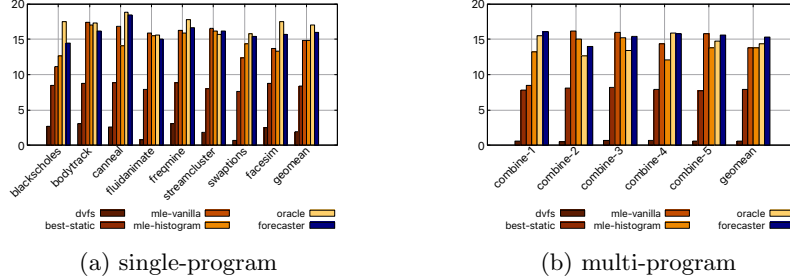 20
15
10
5
0
blackscholes
bodytrack
canneal
fluidanimate
freqmine
streamcluster
swaptions
facesim
geomean
dvfs
mle-vanilla
oracle
best-static
mle-histogram
forecaster
(a) single-program
20
15
10
5
0
combine-1
combine-2
combine-3
combine-4
combine-5
geomean
dvfs
mle-vanilla
oracle
best-static
mle-histogram
forecaster
(b) multi-program